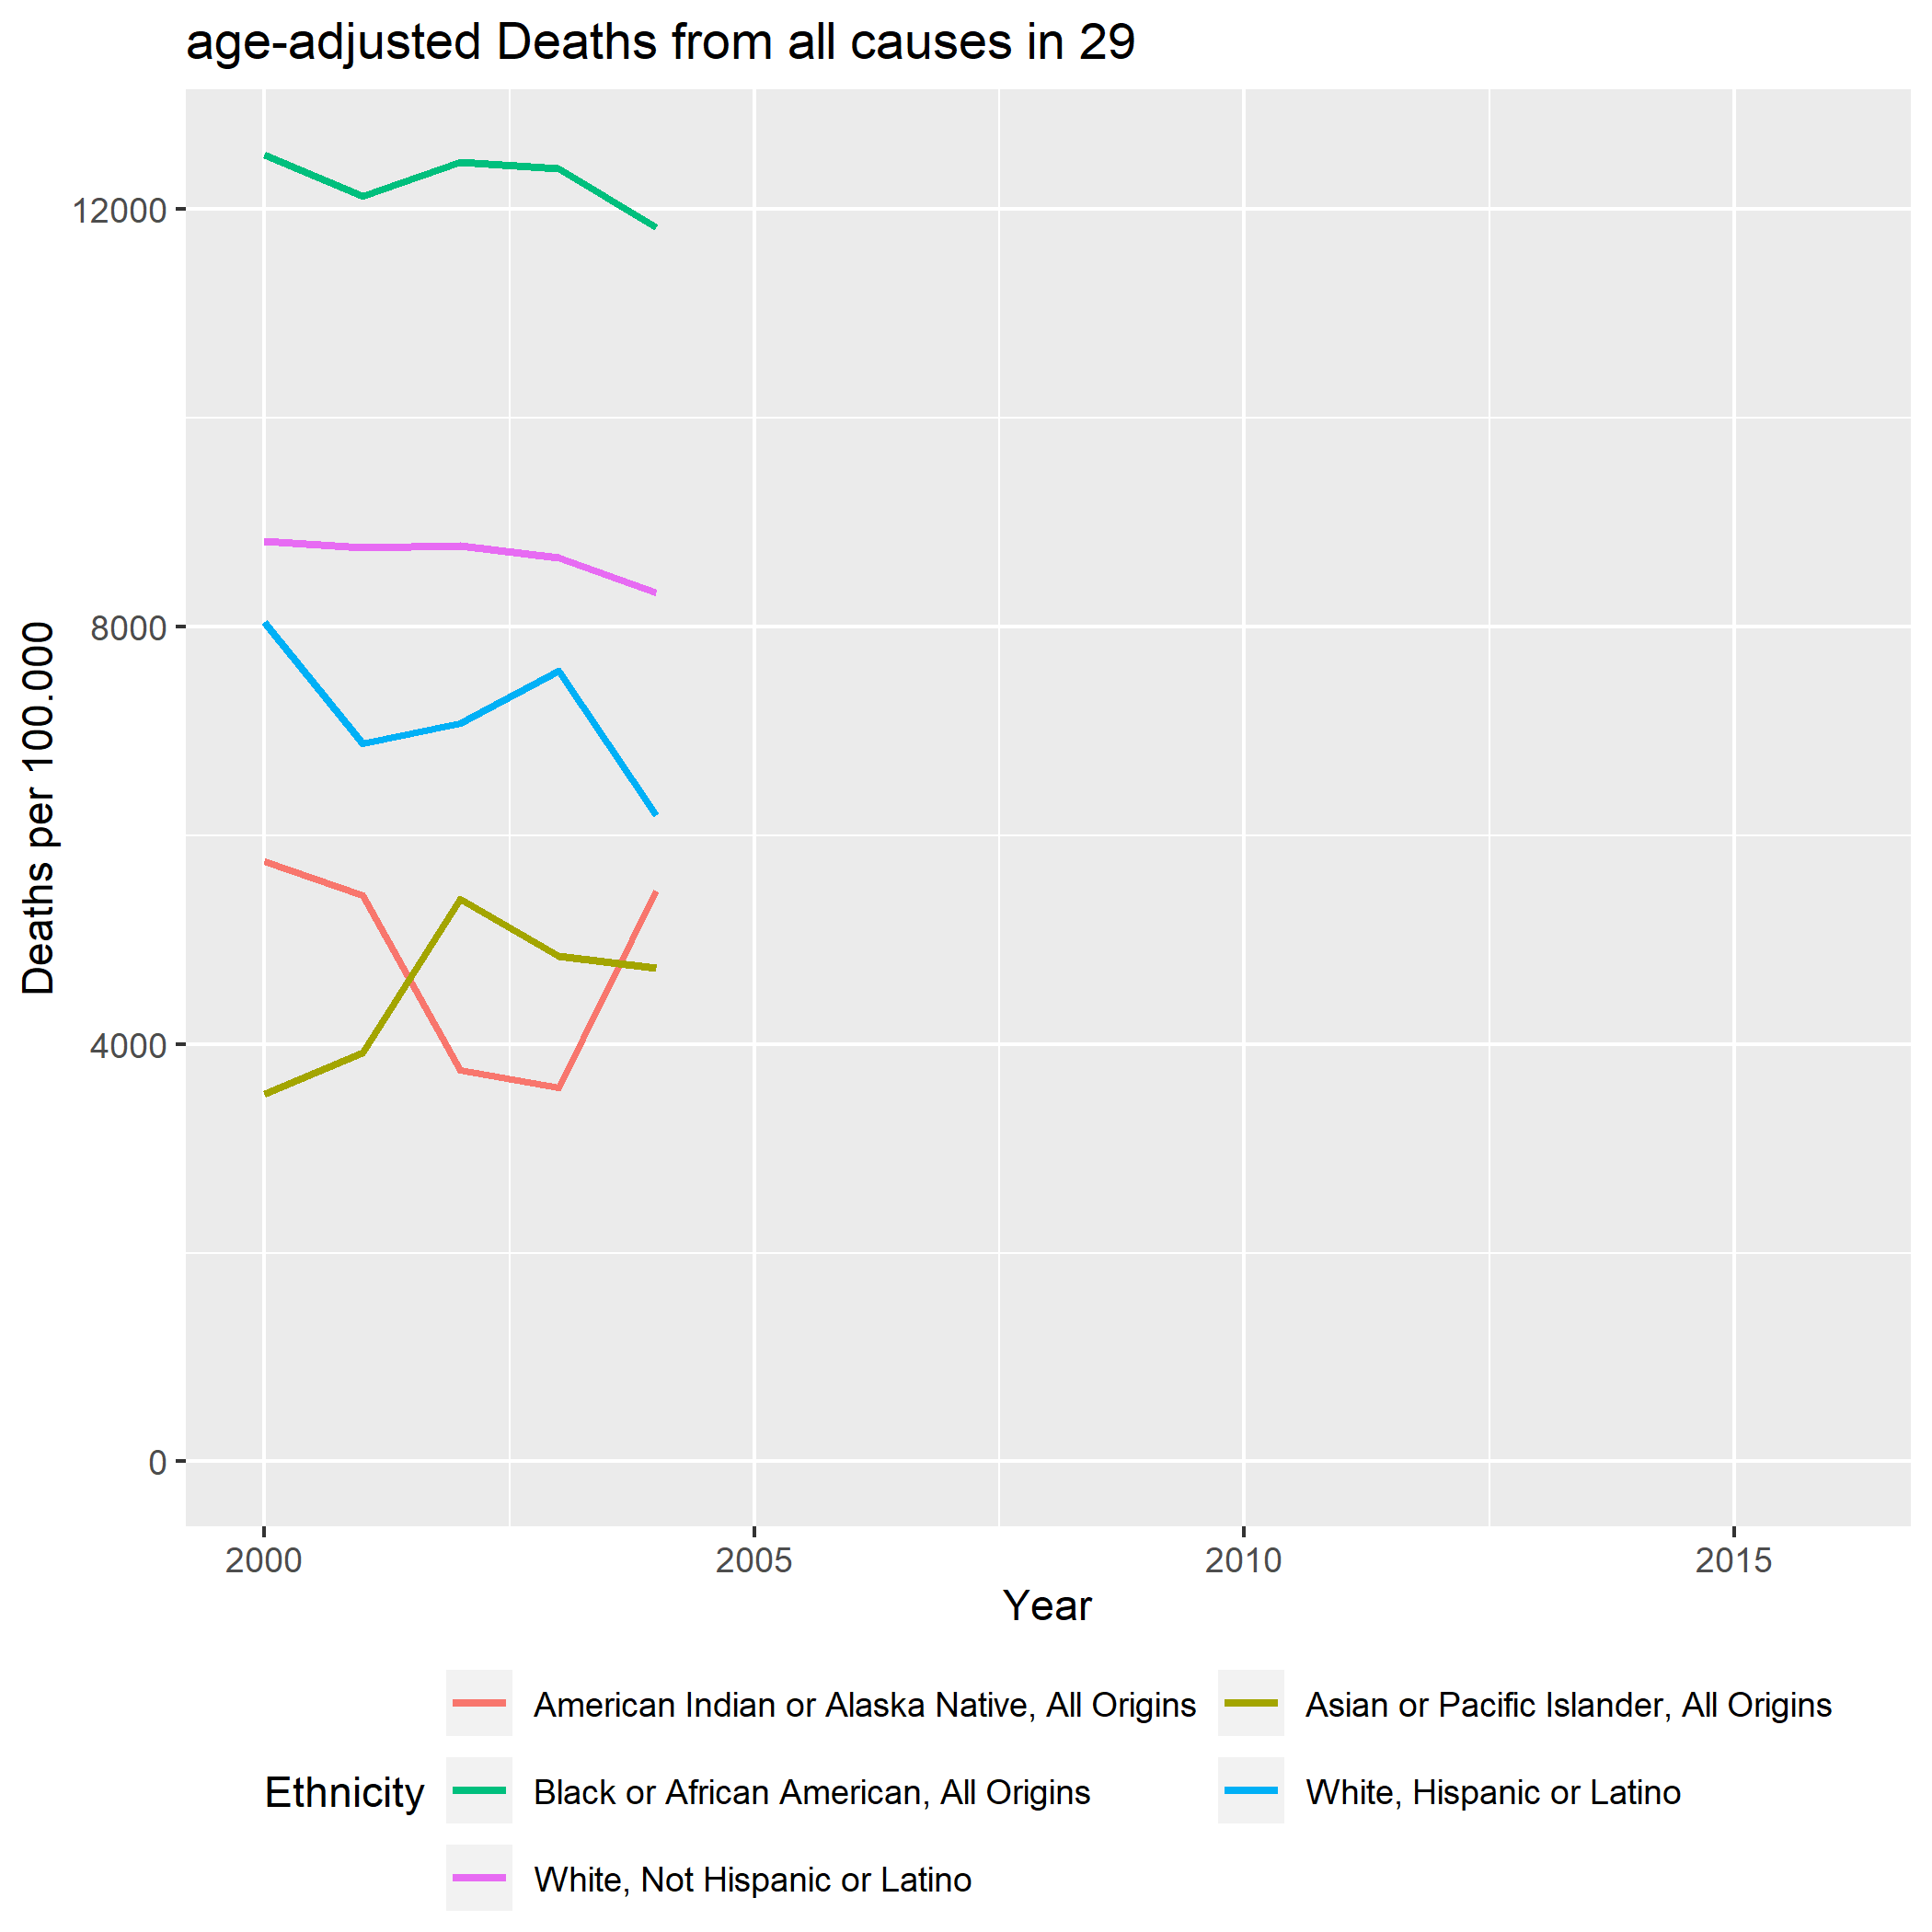 age-adjusted Deaths from all causes in 29
Deaths per 100.000
12000
8000
4000
0
2000 2005 2010 2015
Year
Ethnicity
American Indian or Alaska Native, All Origins
Asian or Pacific Islander, All Origins
Black or African American, All Origins
White, Hispanic or Latino
White, Not Hispanic or Latino